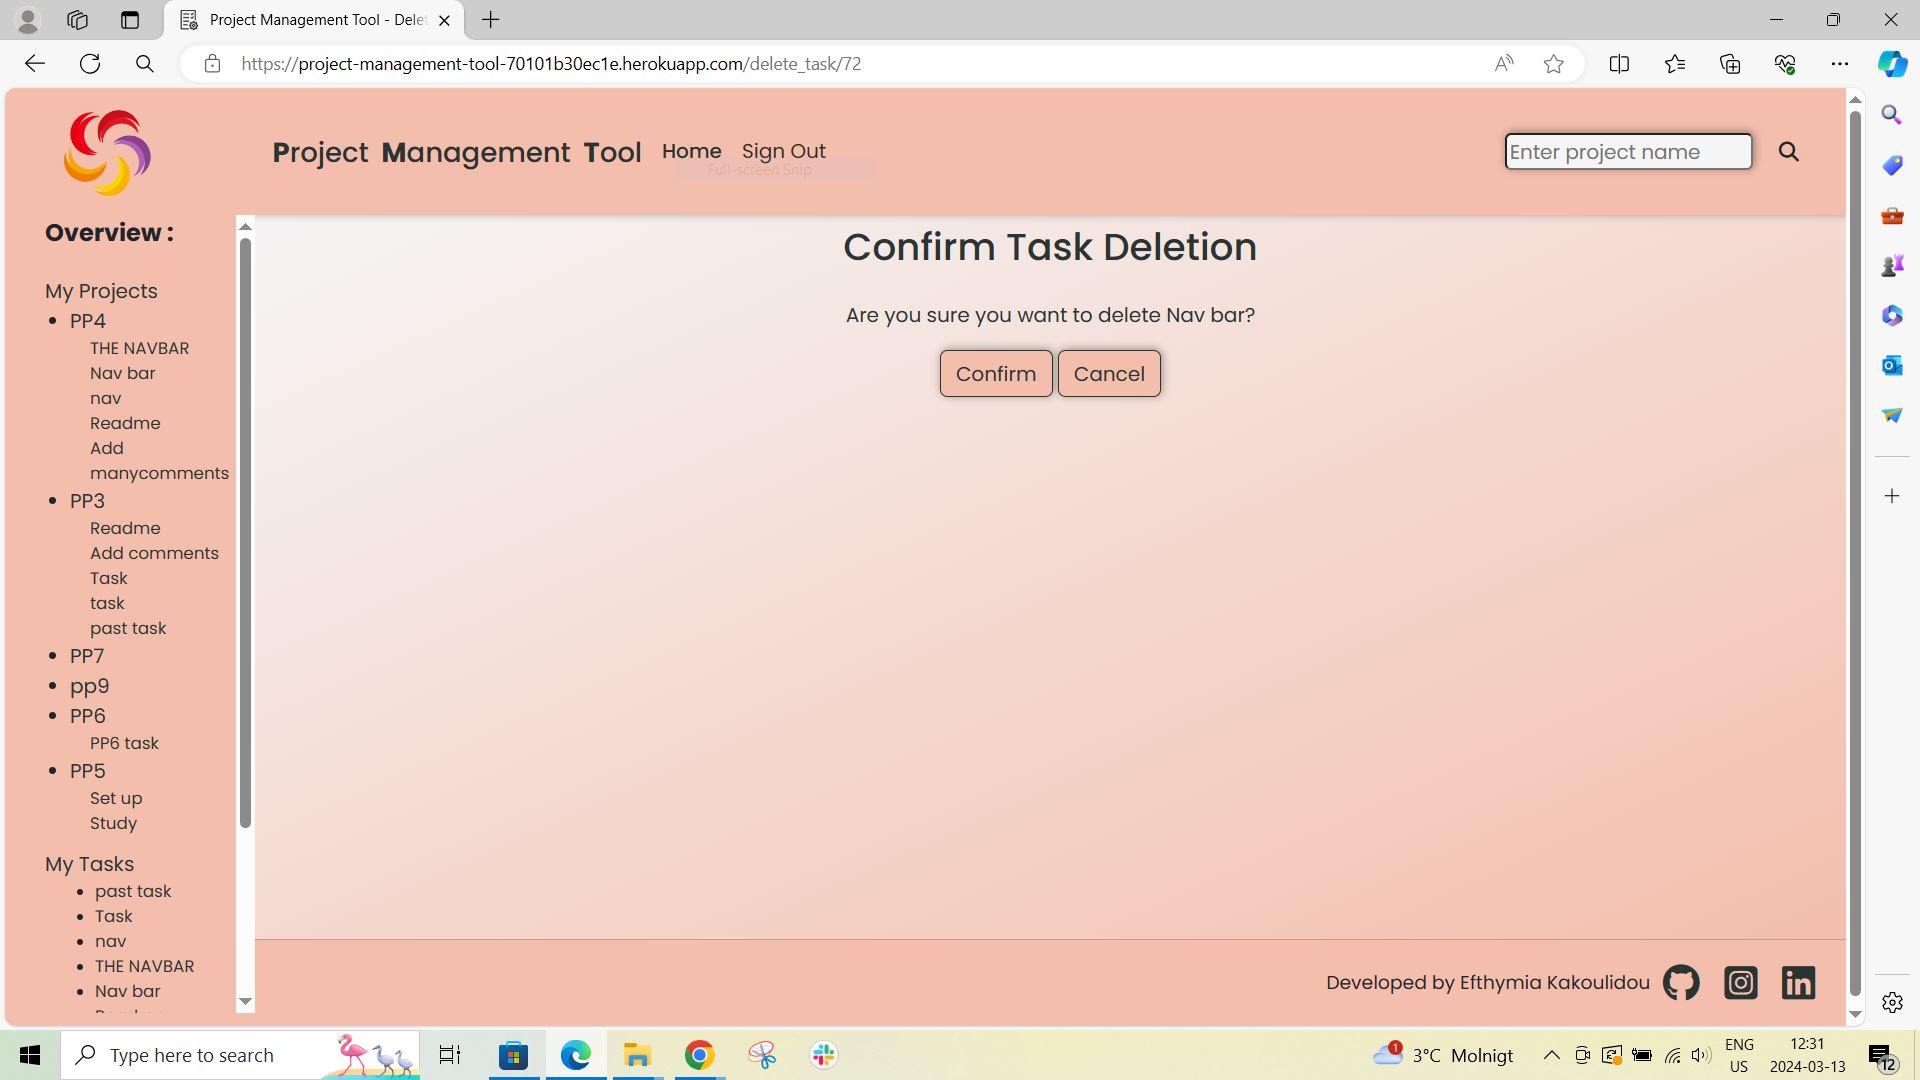 Project Management Tool - Delet
https://project-management-tool-70101b30ec1e.herokuapp.com/delete_task/72
Project Management Tool Home Sign Out
Full-screen Snip
Enter project name
Overview :
My Projects
PP4
THE NAVBAR
Nav bar
nav
Readme
Add
manycomments
PP3
Readme
Add comments
Task
task
past task
PP7
pp9
PP6
PP6 task
PP5
Set up
Study
My Tasks
past task
Task
nav
THE NAVBAR
Nav bar
Confirm Task Deletion
Are you sure you want to delete Nav bar?
Confirm Cancel
Developed by Efthymia Kakoulidou
Type here to search
1
3°C Molnigt
ENG
US
12:31
2024-03-13
12